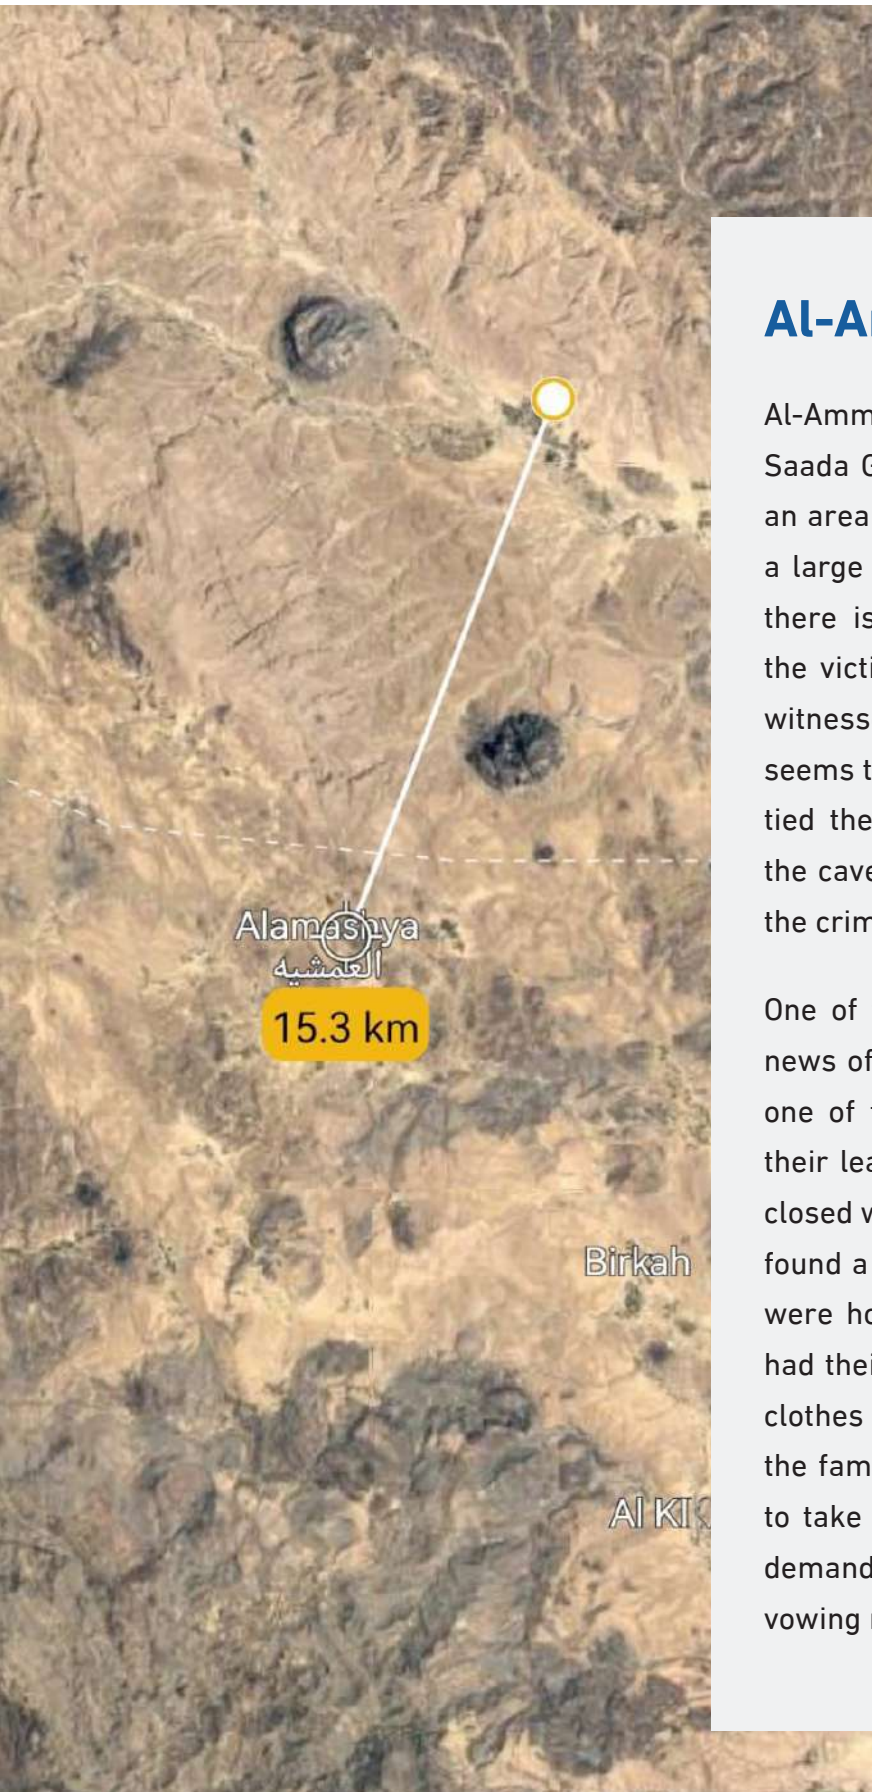 Alamashya
العمشيه
15.3 km
Birkah
Al KI
Al-A
Al-Amm
Saada G
an area
a large
there is
the victi
witness
seems t
tied the
the cave
the crim
One of
news of
one of t
their lea
closed w
found a
were ho
had thei
clothes
the fam
to take
demand
vowing r